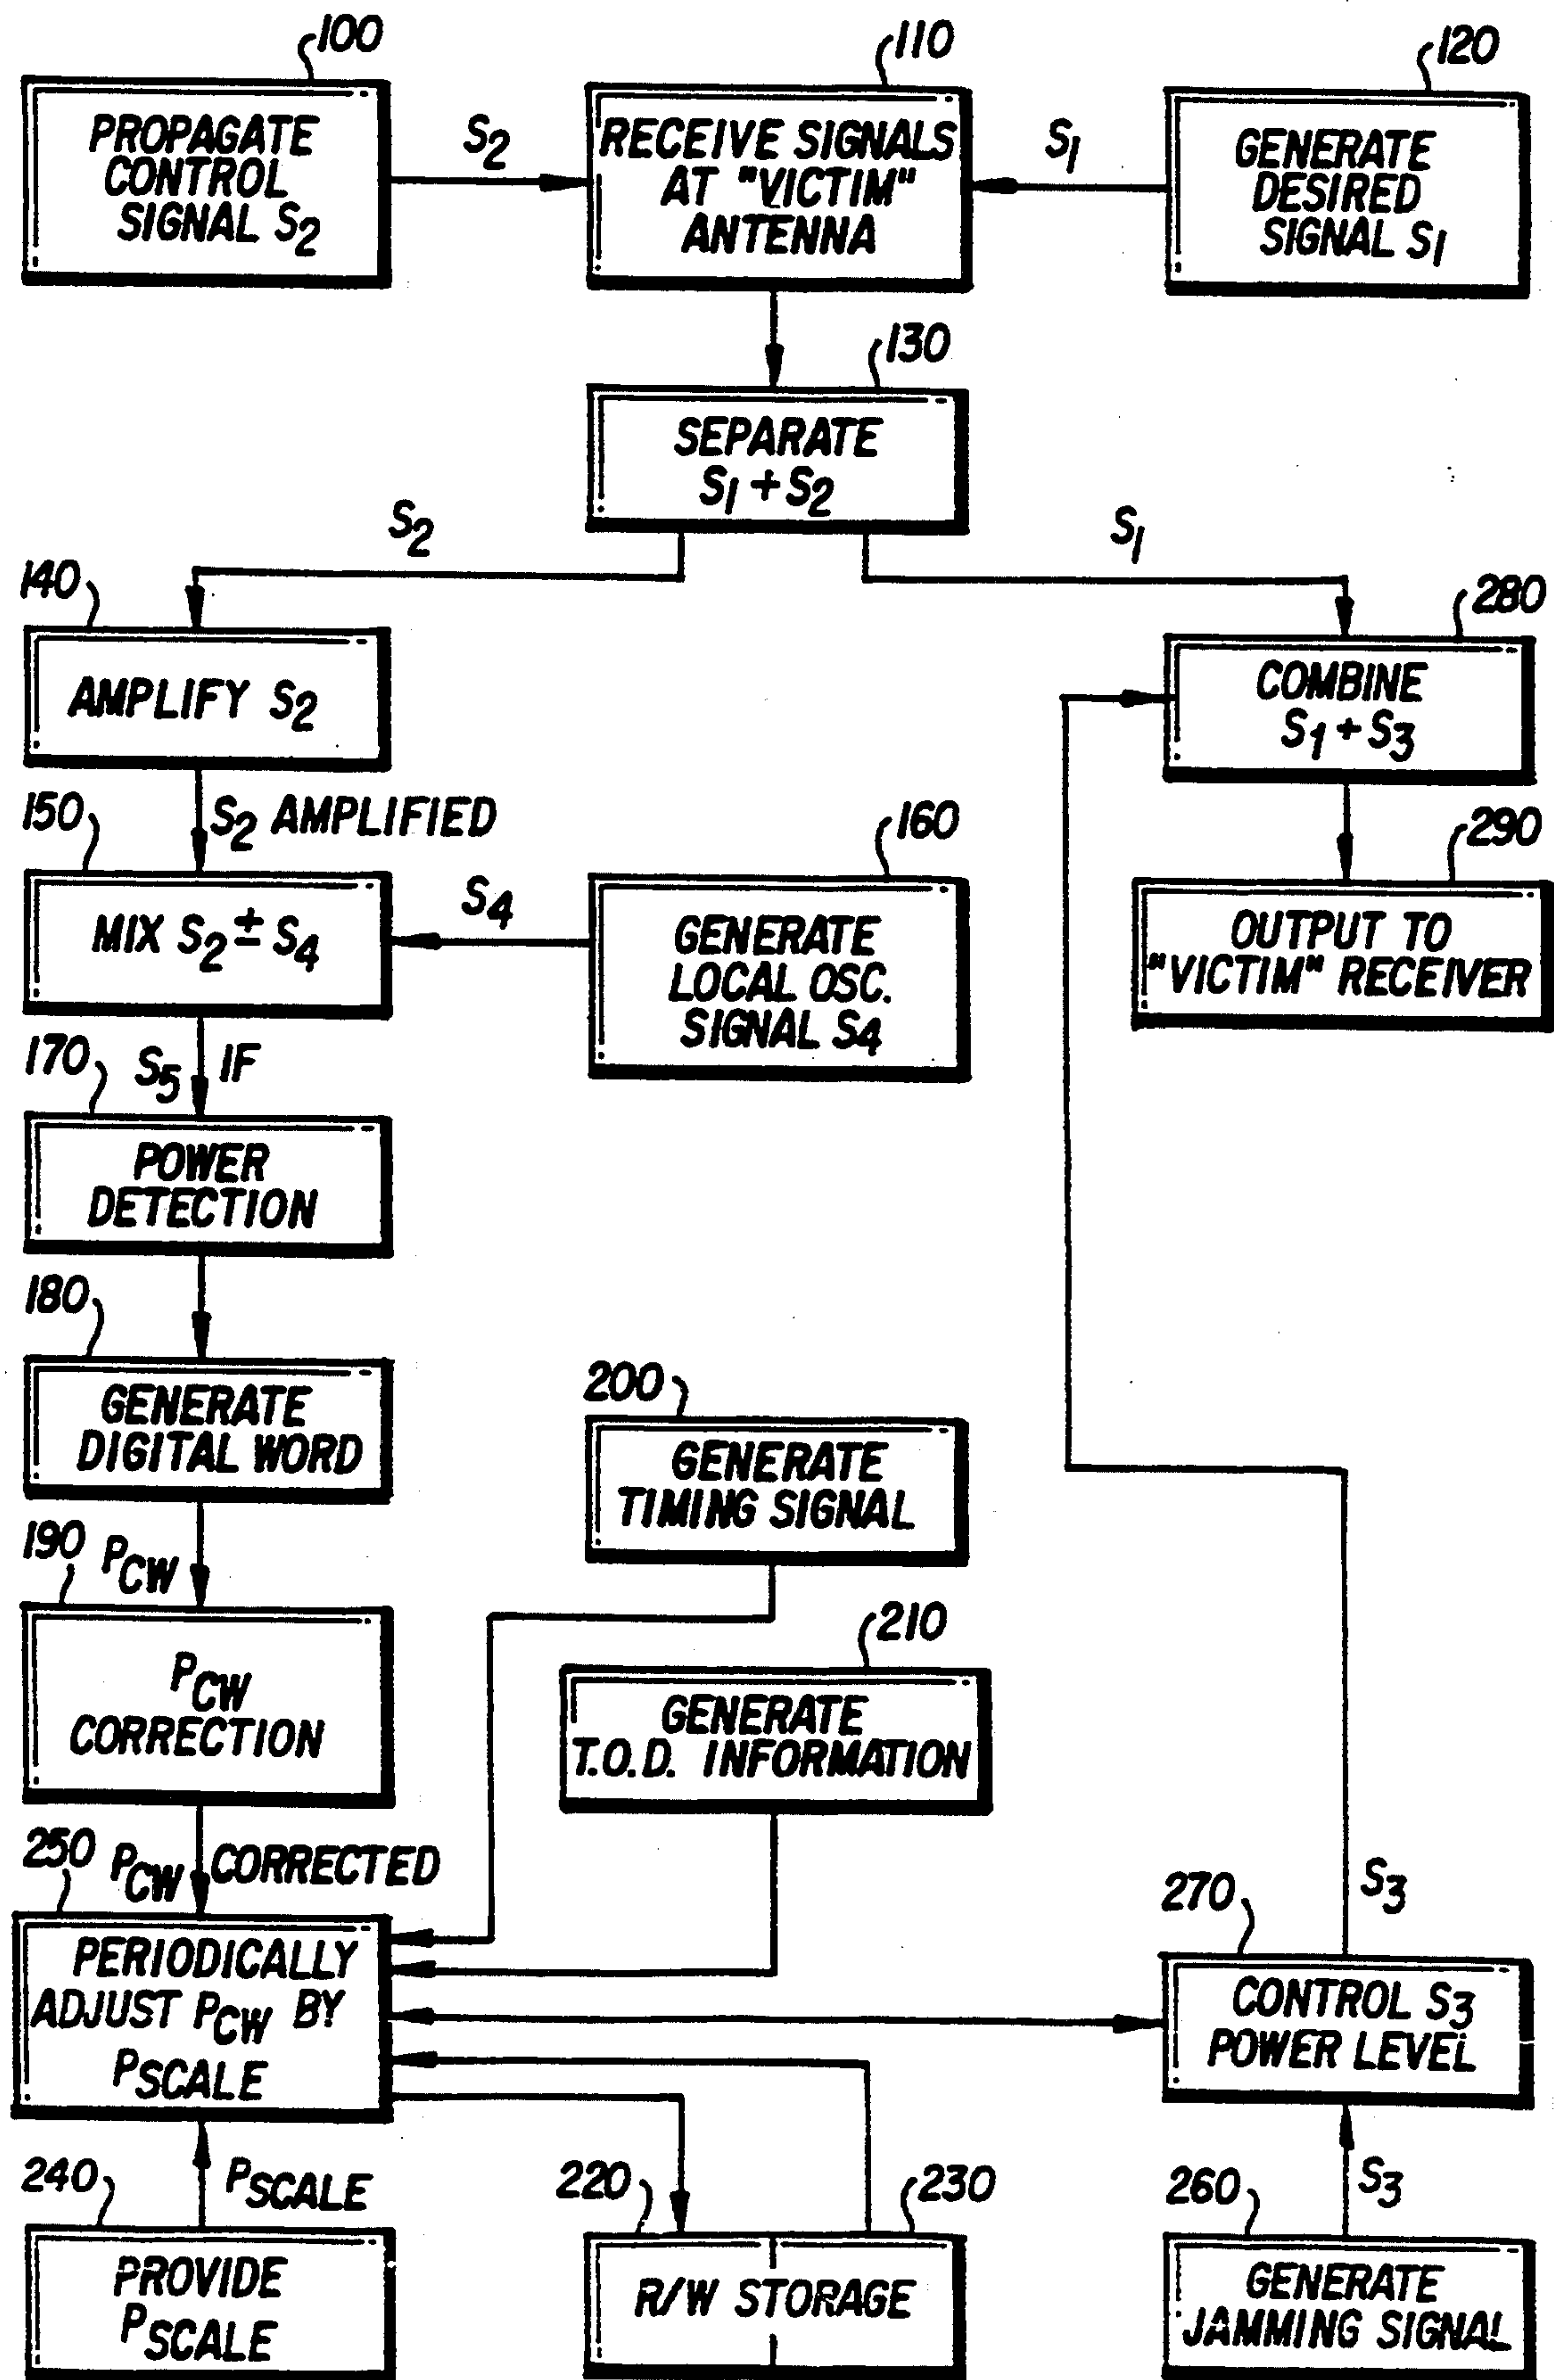 100
PROPAGATE
CONTROL
SIGNAL S2
S2
110
RECEIVE SIGNALS
AT "VICTIM"
ANTENNA
S1
120
GENERATE
DESIRED
SIGNAL S1
130
SEPARATE
S1 + S2
S2
S1
140
AMPLIFY S2
280
COMBINE
S1 + S3
S2 AMPLIFIED
150
MIX S2 ± S4
S4
160
GENERATE
LOCAL OSC.
SIGNAL S4
290
OUTPUT TO
"VICTIM" RECEIVER
170
S5 IF
POWER
DETECTION
180
GENERATE
DIGITAL WORD
200
GENERATE
TIMING SIGNAL
190
PCW
PCW
CORRECTION
210
GENERATE
T.O.D. INFORMATION
250
PCW CORRECTED
PERIODICALLY
ADJUST PCW BY
PSCALE
S3
270
CONTROL S3
POWER LEVEL
240
PSCALE
PROVIDE
PSCALE
220
230
R/W STORAGE
260
S3
GENERATE
JAMMING SIGNAL